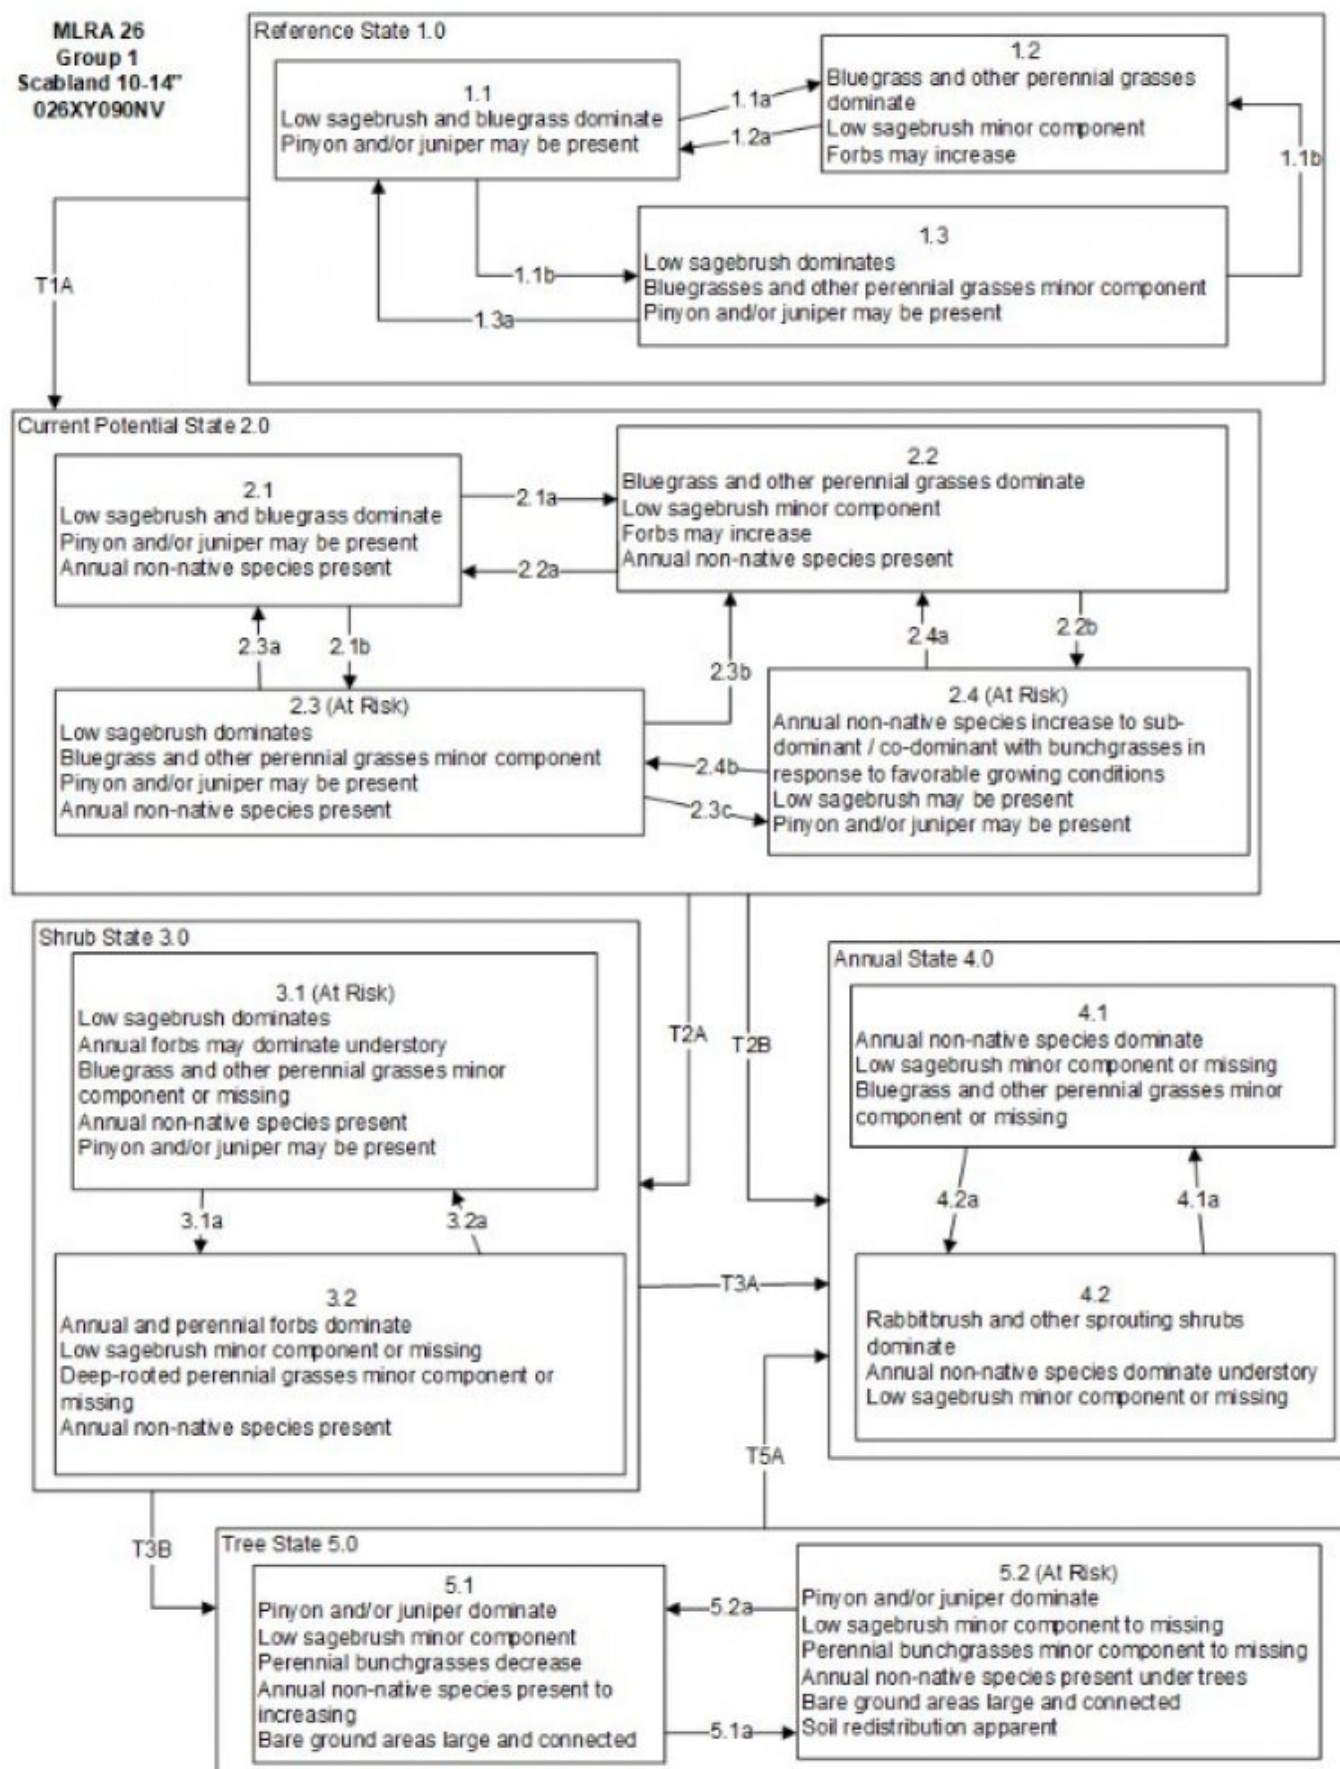 MLRA 26
Group 1
Scabland 10-14"
026XY090NV
Reference State 1.0
1.1
Low sagebrush and bluegrass dominate
Pinyon and/or juniper may be present
1.1a
1.2a
1.2
Bluegrass and other perennial grasses
dominate
Low sagebrush minor component
Forbs may increase
1.1b
1.3
Low sagebrush dominates
Bluegrasses and other perennial grasses minor component
Pinyon and/or juniper may be present
1.1b
1.3a
T1A
Current Potential State 2.0
2.1
Low sagebrush and bluegrass dominate
Pinyon and/or juniper may be present
Annual non-native species present
2.1a
2.2a
2.2
Bluegrass and other perennial grasses dominate
Low sagebrush minor component
Forbs may increase
Annual non-native species present
2.3a
2.1b
2.3b
2.4a
2.2b
2.3 (At Risk)
Low sagebrush dominates
Bluegrass and other perennial grasses minor component
Pinyon and/or juniper may be present
Annual non-native species present
2.4b
2.3c
2.4 (At Risk)
Annual non-native species increase to sub-
dominant / co-dominant with bunchgrasses in
response to favorable growing conditions
Low sagebrush may be present
Pinyon and/or juniper may be present
Shrub State 3.0
3.1 (At Risk)
Low sagebrush dominates
Annual forbs may dominate understory
Bluegrass and other perennial grasses minor
component or missing
Annual non-native species present
Pinyon and/or juniper may be present
3.1a
3.2a
3.2
Annual and perennial forbs dominate
Low sagebrush minor component or missing
Deep-rooted perennial grasses minor component or
missing
Annual non-native species present
T2A
T2B
T3A
Annual State 4.0
4.1
Annual non-native species dominate
Low sagebrush minor component or missing
Bluegrass and other perennial grasses minor
component or missing
4.2a
4.1a
4.2
Rabbitbrush and other sprouting shrubs
dominate
Annual non-native species dominate understory
Low sagebrush minor component or missing
T5A
T3B
Tree State 5.0
5.1
Pinyon and/or juniper dominate
Low sagebrush minor component
Perennial bunchgrasses decrease
Annual non-native species present to
increasing
Bare ground areas large and connected
5.2a
5.1a
5.2 (At Risk)
Pinyon and/or juniper dominate
Low sagebrush minor component to missing
Perennial bunchgrasses minor component to missing
Annual non-native species present under trees
Bare ground areas large and connected
Soil redistribution apparent